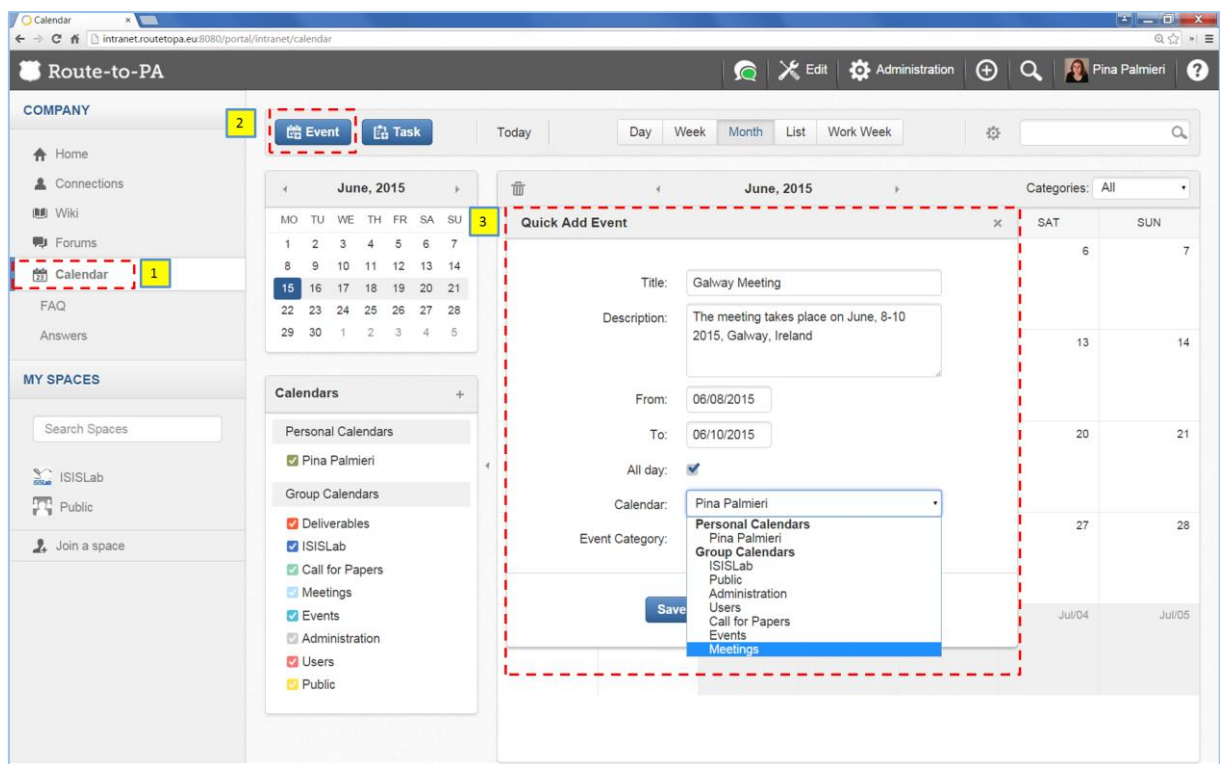 Calendar
intranet.routetopa.eu:8080/portal/intranet/calendar
Route-to-PA
Edit
Administration
Pina Palmieri
?
COMPANY
Home
Connections
Wiki
Forums
23 Calendar
1
FAQ
Answers
MY SPACES
Search Spaces
ISISLab
Public
Join a space
2
Event
Task
Today
Day Week Month List Work Week
June, 2015
MO TU WE TH FR SA SU
1 2 3 4 5 6 7
8 9 10 11 12 13 14
15 16 17 18 19 20 21
22 23 24 25 26 27 28
29 30 1 2 3 4 5
Calendars +
Personal Calendars
Pina Palmieri
Group Calendars
Deliverables
ISISLab
Call for Papers
Meetings
Events
Administration
Users
Public
June, 2015
Categories: All
3
Quick Add Event
Title: Galway Meeting
Description: The meeting takes place on June, 8-10
2015, Galway, Ireland
From: 06/08/2015
To: 06/10/2015
All day:
Calendar: Pina Palmieri
Event Category:
Personal Calendars
Pina Palmieri
Group Calendars
ISISLab
Public
Administration
Users
Call for Papers
Events
Meetings
Save
SAT SUN
6 7
13 14
20 21
27 28
Jul/04 Jul/05